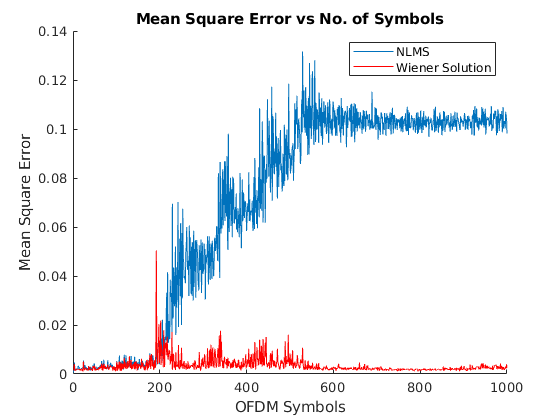 Mean Square Error vs No. of Symbols
0.14
0.12
0.1
0.08
0.06
0.04
0.02
0
Mean Square Error
NLMS
Wiener Solution
0 200 400 600 800 1000
OFDM Symbols